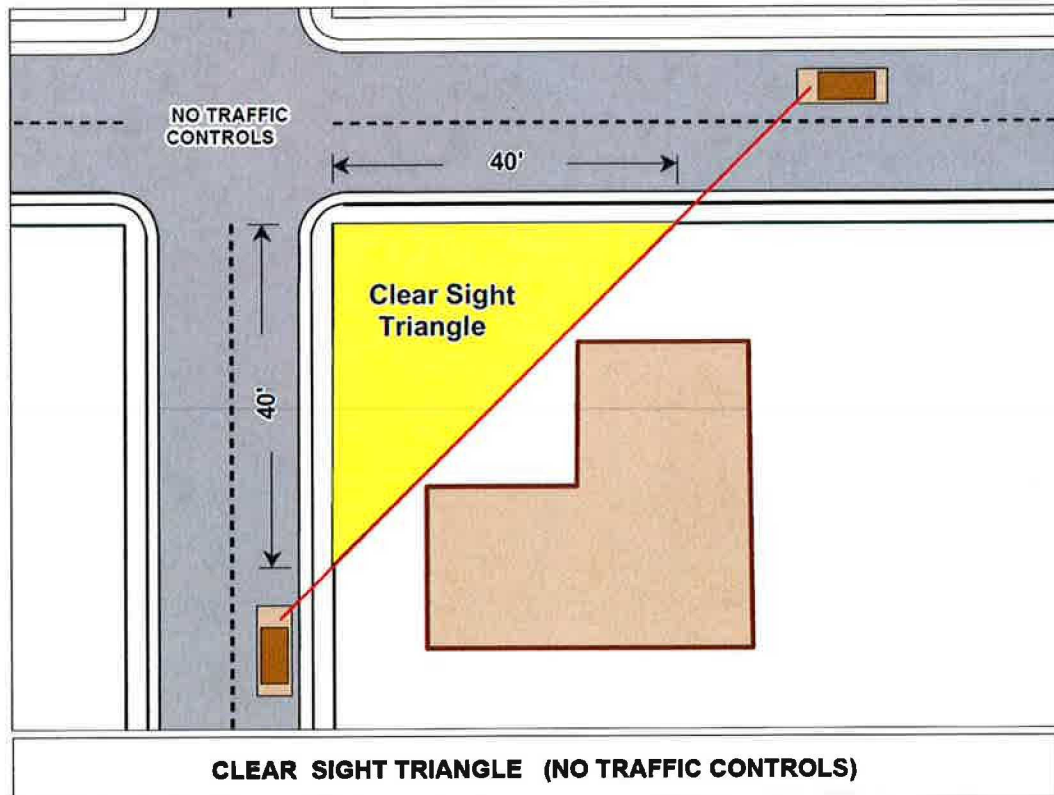 NO TRAFFIC
CONTROLS
40'
Clear Sight
Triangle
40'
CLEAR SIGHT TRIANGLE (NO TRAFFIC CONTROLS)